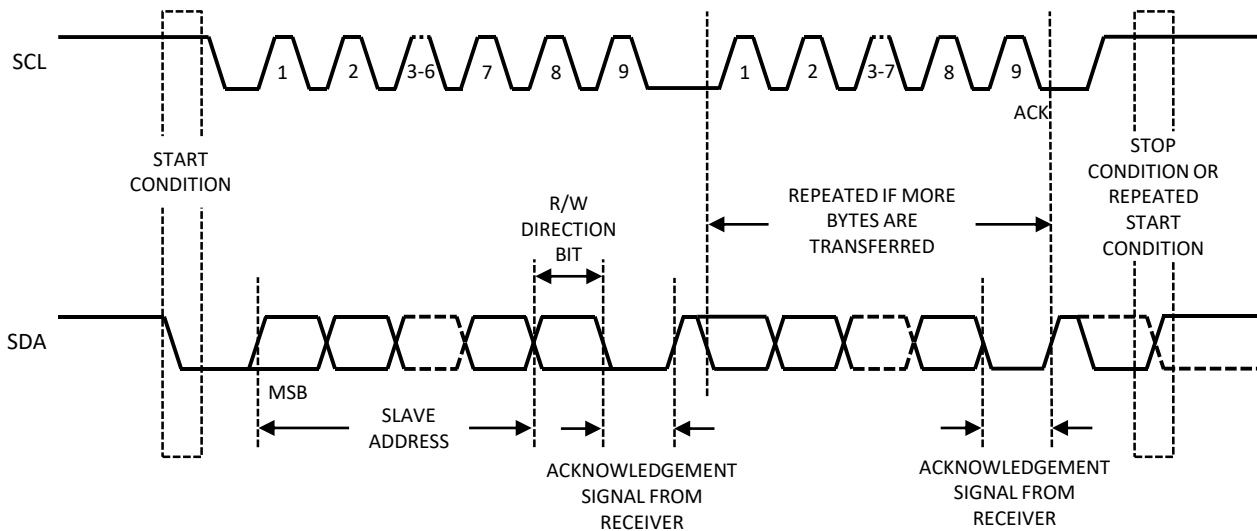 SCL
1
2
3-6
7
8
9
1
2
3-7
8
9
ACK
START
CONDITION
R/W
DIRECTION
BIT
REPEATED IF MORE
BYTES ARE
TRANSFERRED
STOP
CONDITION OR
REPEATED
START
CONDITION
SDA
MSB
SLAVE
ADDRESS
ACKNOWLEDGEMENT
SIGNAL FROM
RECEIVER
ACKNOWLEDGEMENT
SIGNAL FROM
RECEIVER